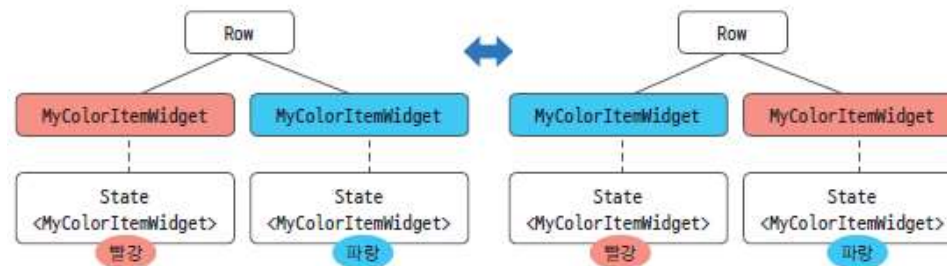 Row
Row
MyColorItemWidget
MyColorItemWidget
MyColorItemWidget
MyColorItemWidget
State
<MyColorItemWidget>
빨강
State
<MyColorItemWidget>
파랑
State
<MyColorItemWidget>
빨강
State
<MyColorItemWidget>
파랑